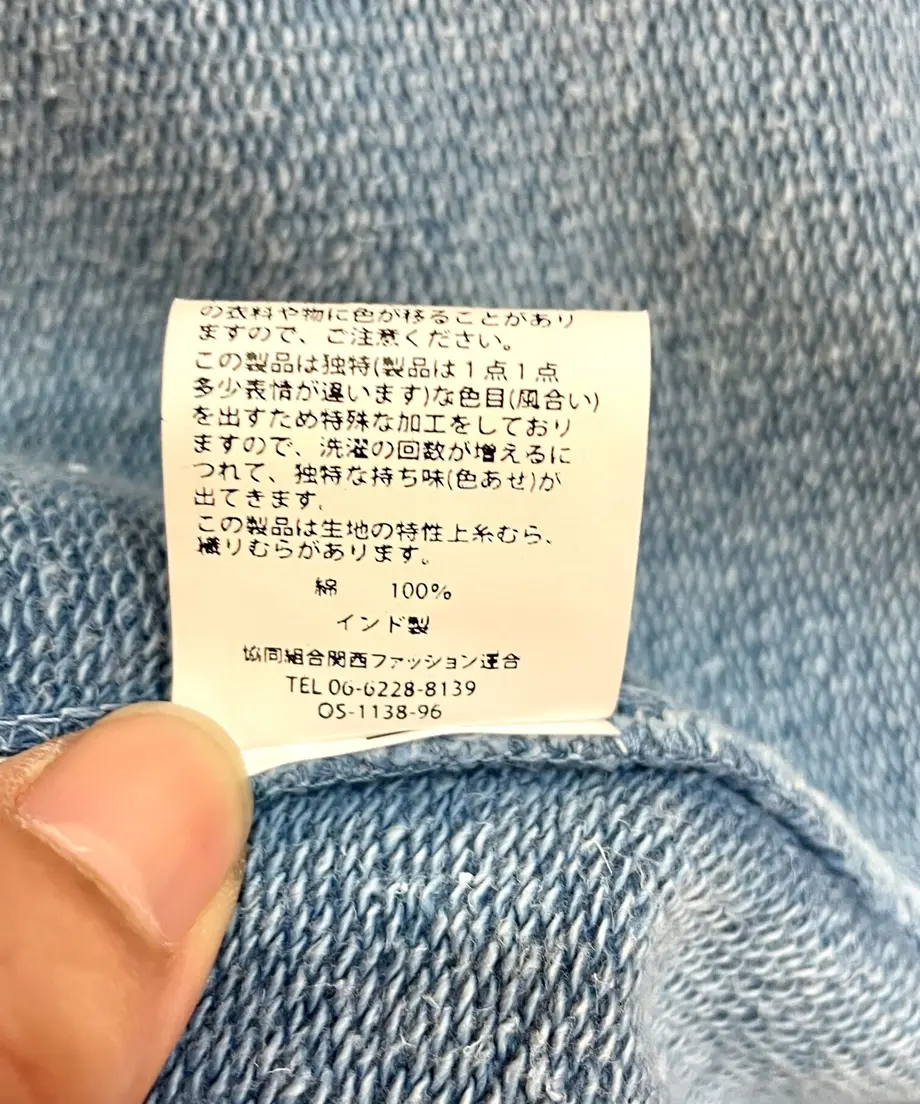 の衣料や物に色が移ることがあり
ますので、ご注意ください。
この製品は独特(製品は1点1点
多少表情が違います)な色目(風合い)
を出すため特殊な加工をしており
ますので、洗濯の回数が増えるに
つれて、独特な持ち味(色あせ)が
出てきます。
この製品は生地の特性上糸むら、
織りむらがあります。
綿 100%
インド製
協同組合関西ファッション連合
TEL 06-6228-8139
OS-1138-96